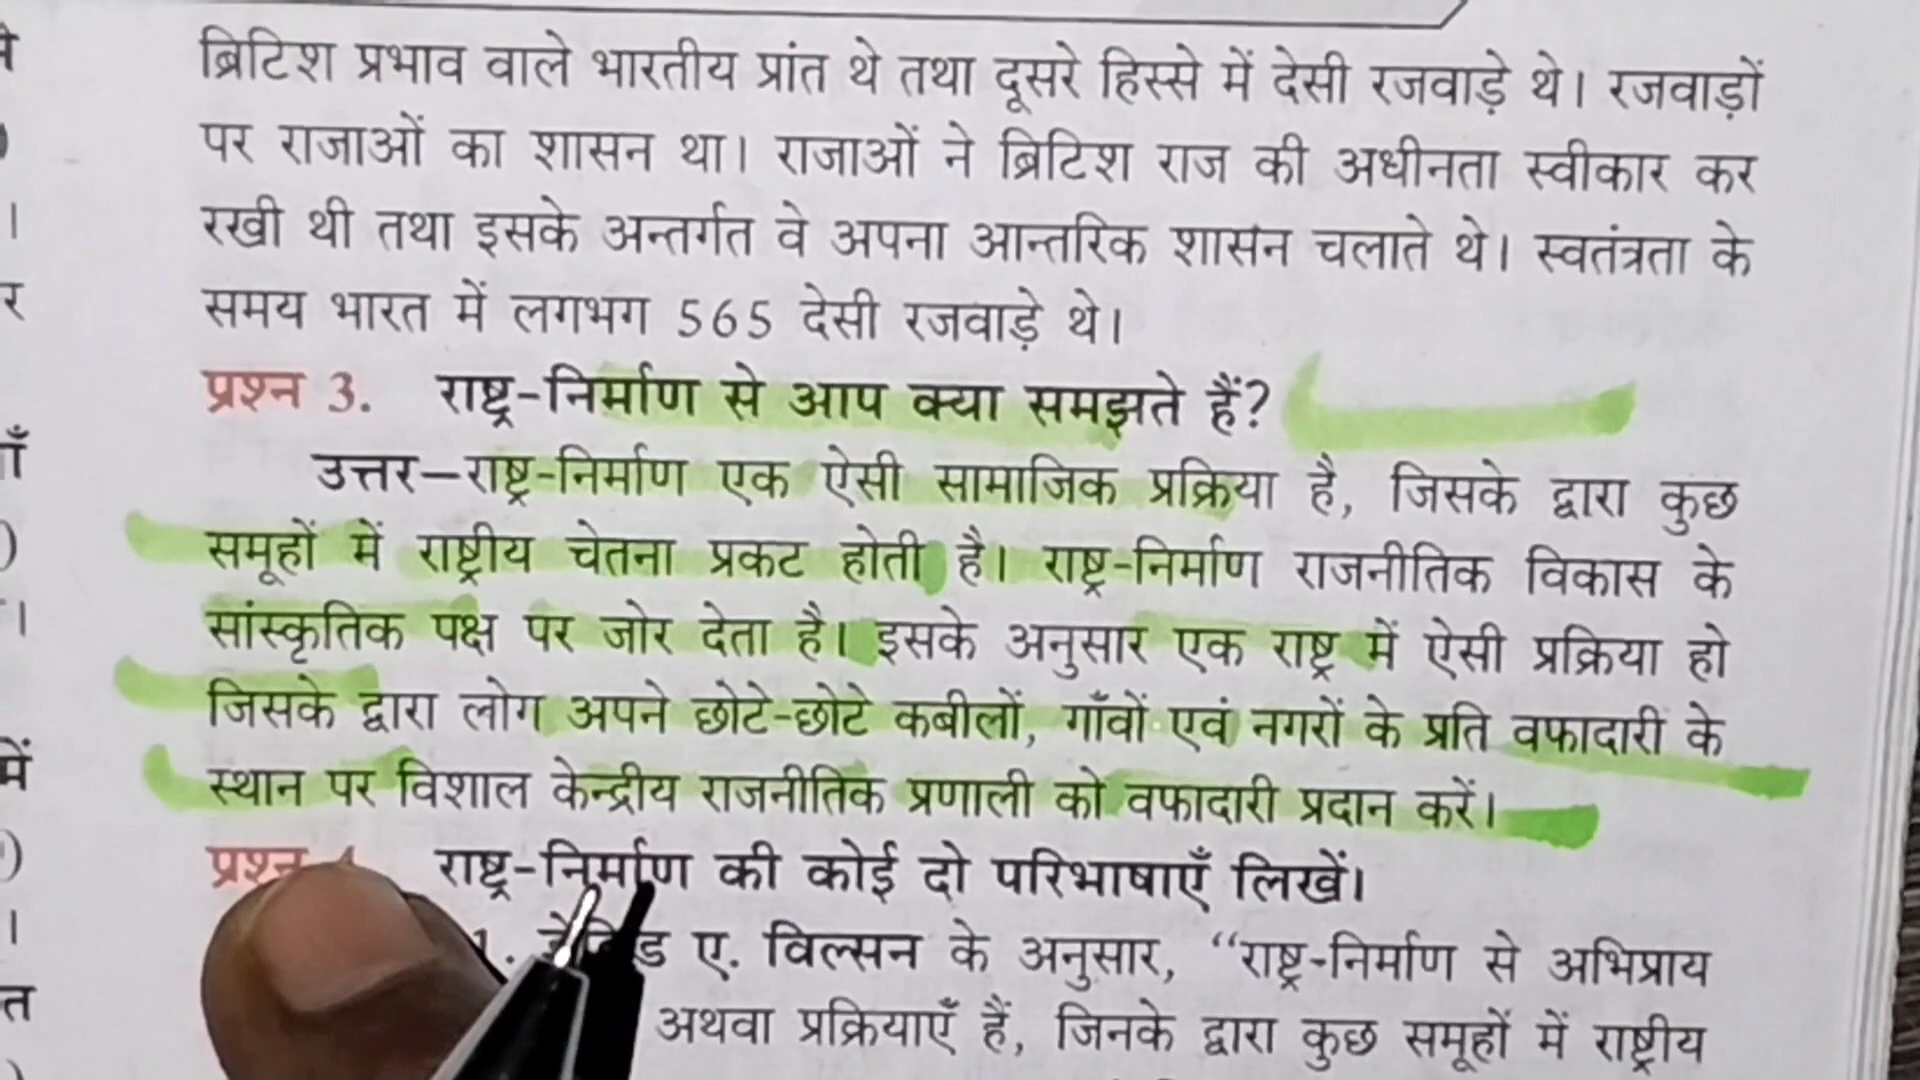 ब्रिटिश प्रभाव वाले भारतीय प्रांत थे तथा दूसरे हिस्से में देसी रजवाड़े थे। रजवाड़ों
पर राजाओं का शासन था। राजाओं ने ब्रिटिश राज की अधीनता स्वीकार कर
रखी थी तथा इसके अन्तर्गत वे अपना आन्तरिक शासन चलाते थे। स्वतंत्रता के
समय भारत में लगभग 565 देसी रजवाड़े थे।
प्रश्न 3. राष्ट्र-निर्माण से आप क्या समझते हैं?
उत्तर—राष्ट्र-निर्माण एक ऐसी सामाजिक प्रक्रिया है, जिसके द्वारा कुछ
समूहों में राष्ट्रीय चेतना प्रकट होती है। राष्ट्र-निर्माण राजनीतिक विकास के
सांस्कृतिक पक्ष पर जोर देता है। इसके अनुसार एक राष्ट्र में ऐसी प्रक्रिया हो
जिसके द्वारा लोग अपने छोटे-छोटे कबीलों, गाँवों एवं नगरों के प्रति वफादारी के
स्थान पर विशाल केन्द्रीय राजनीतिक प्रणाली को वफादारी प्रदान करें।
प्रश्न राष्ट्र-निर्माण की कोई दो परिभाषाएँ लिखें।
1. ए. विल्सन के अनुसार, “राष्ट्र-निर्माण से अभिप्राय
अथवा प्रक्रियाएँ हैं, जिनके द्वारा कुछ समूहों में राष्ट्रीय